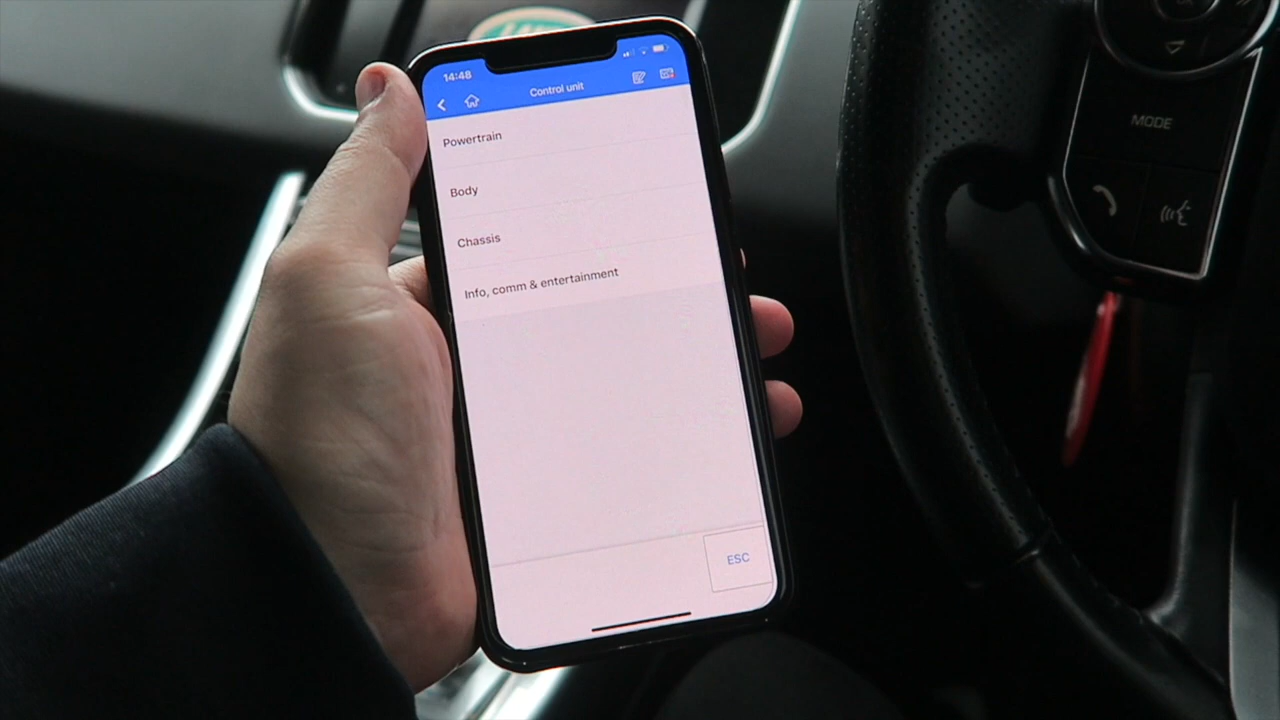 14:48
Control unit
Powertrain
Body
Chassis
Info, comm & entertainment
ESC
MODE